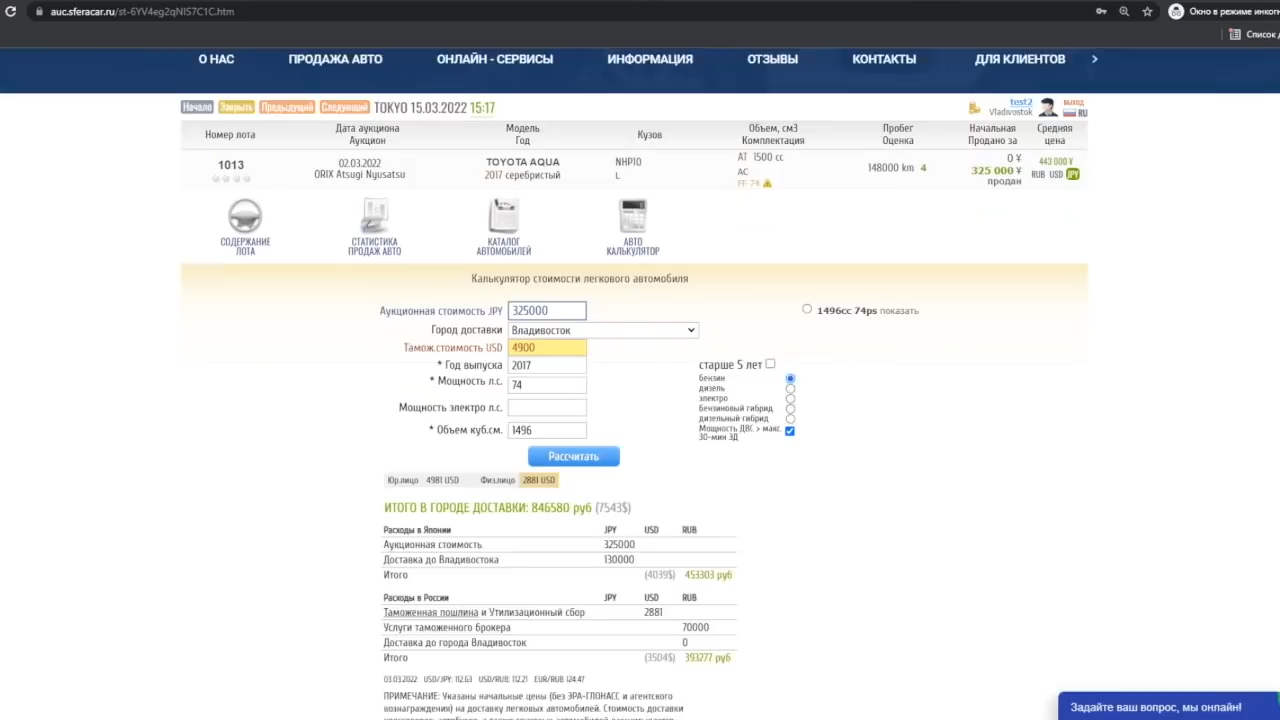 auc.sferacar.ru/st-6YV4eg2qNIS7C1C.htm
Окно в режиме инкогн
Список д
О НАС ПРОДАЖА АВТО ОНЛАЙН - СЕРВИСЫ ИНФОРМАЦИЯ ОТЗЫВЫ КОНТАКТЫ ДЛЯ КЛИЕНТОВ
Начало Закрыть Предыдущий Следующий TOKYO 15.03.2022 15:17
test2 ВЫХОД
Vladivostok RU
Номер лота
Дата аукциона
Аукцион
Модель
Год
Кузов
Объем, см3
Комплектация
Пробег
Оценка
Начальная
Продано за
Средняя
цена
1013
02.03.2022
ORIX Atsugi Nyusatsu
TOYOTA AQUA
2017 серебристый
NHP10
L
AT 1500 cc
AC
FF 74
148000 km 4
0 ¥
325 000 ¥
продан
443 000 ¥
RUB USD JPY
СОДЕРЖАНИЕ
ЛОТА
СТАТИСТИКА
ПРОДАЖ АВТО
КАТАЛОГ
АВТОМОБИЛЕЙ
АВТО
КАЛЬКУЛЯТОР
Калькулятор стоимости легкового автомобиля
Аукционная стоимость JPY 325000
1496cc 74ps показать
Город доставки Владивосток
Тамож.стоимость USD 4900
* Год выпуска 2017
старше 5 лет
* Мощность л.с. 74
бензин
дизель
электро
бензиновый гибрид
дизельный гибрид
Мощность ДВС > макс.
30-мин ЭД
Мощность электро л.с.
* Объем куб.см. 1496
Рассчитать
Юр.лицо 4981 USD Физ.лицо 2881 USD
ИТОГО В ГОРОДЕ ДОСТАВКИ: 846580 руб (7543$)
Расходы в Японии JPY USD RUB
Аукционная стоимость 325000
Доставка до Владивостока 130000
Итого (4039$) 453303 руб
Расходы в России JPY USD RUB
Таможенная пошлина и Утилизационный сбор 2881
Услуги таможенного брокера 70000
Доставка до города Владивосток 0
Итого (3504$) 393277 руб
03.03.2022 USD/JPY: 112.63 USD/RUB: 112.21 EUR/RUB 124.47
ПРИМЕЧАНИЕ: Указаны начальные цены (без ЭРА-ГЛОНАСС и агентского
вознаграждения) на доставку легковых автомобилей. Стоимость доставки
Задайте ваш вопрос, мы онлайн!